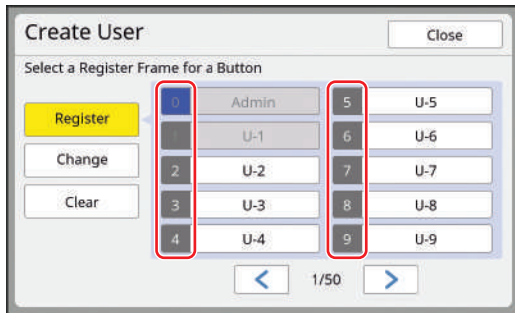 Create User
Close
Select a Register Frame for a Button
Register
Change
Clear
0 Admin
1 U-1
2 U-2
3 U-3
4 U-4
5 U-5
6 U-6
7 U-7
8 U-8
9 U-9
1/50